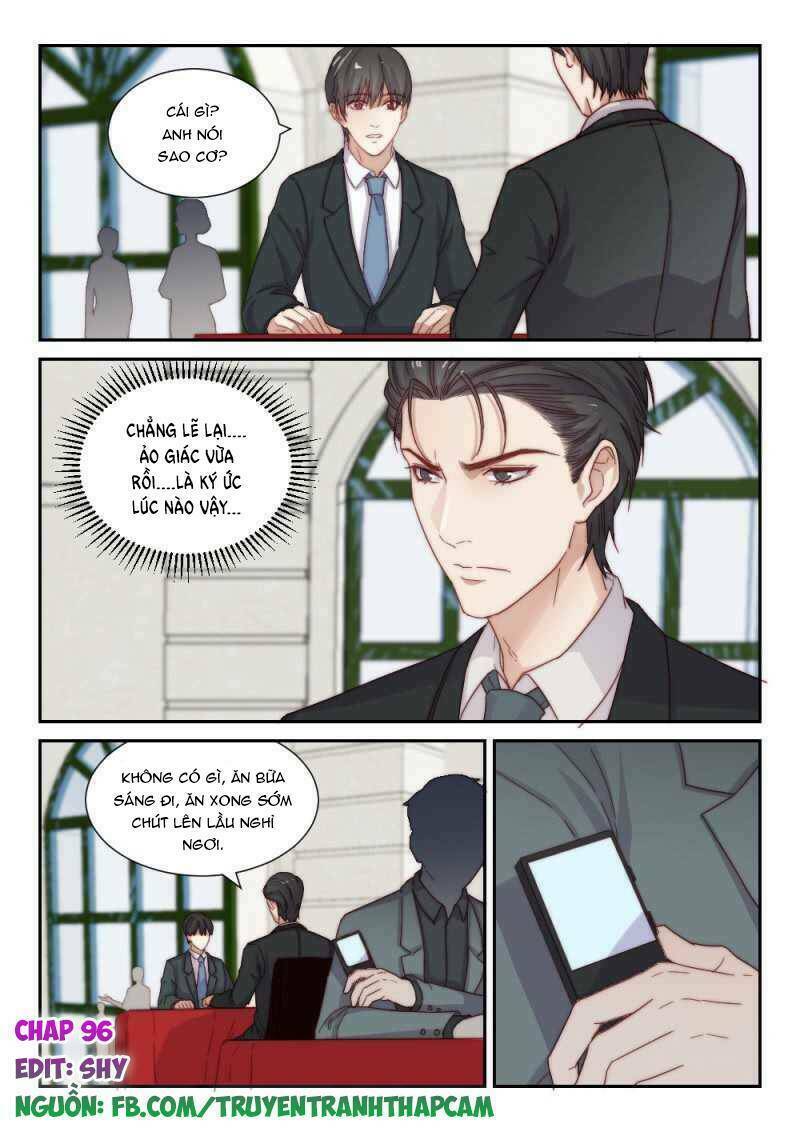 CÁI GÌ?
ANH NÓI
SAO CƠ?
CHẲNG LẼ LẠI....
ẢO GIÁC VỪA
RỒI....LÀ KÝ ỨC
LÚC NÀO VẬY...
KHÔNG CÓ GÌ, ĂN BỮA
SÁNG ĐI, ĂN XONG SỚM
CHÚT LÊN LẦU NGHỈ
NGƠI.
CHAP 96
EDIT: SHY
NGUỒN: FB.COM/TRUYENTRANHTHAPCAM